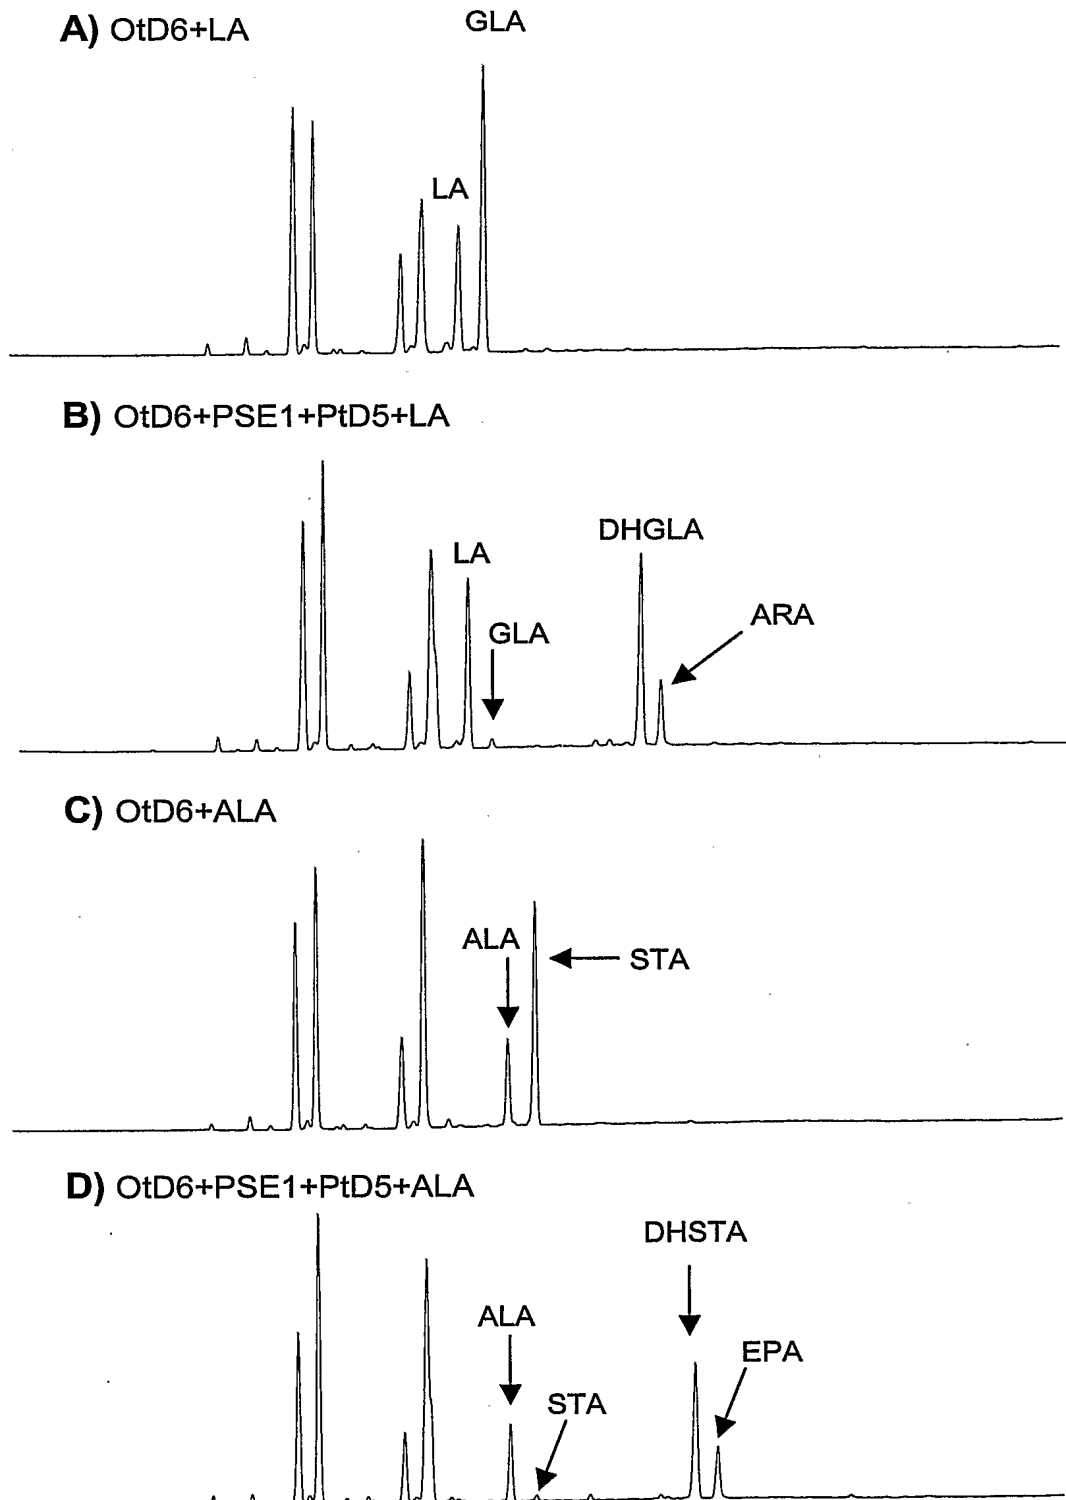 A) OtD6+LA
GLA
LA
B) OtD6+PSE1+PtD5+LA
LA
GLA
DHGLA
ARA
C) OtD6+ALA
ALA
STA
D) OtD6+PSE1+PtD5+ALA
DHSTA
ALA
EPA
STA